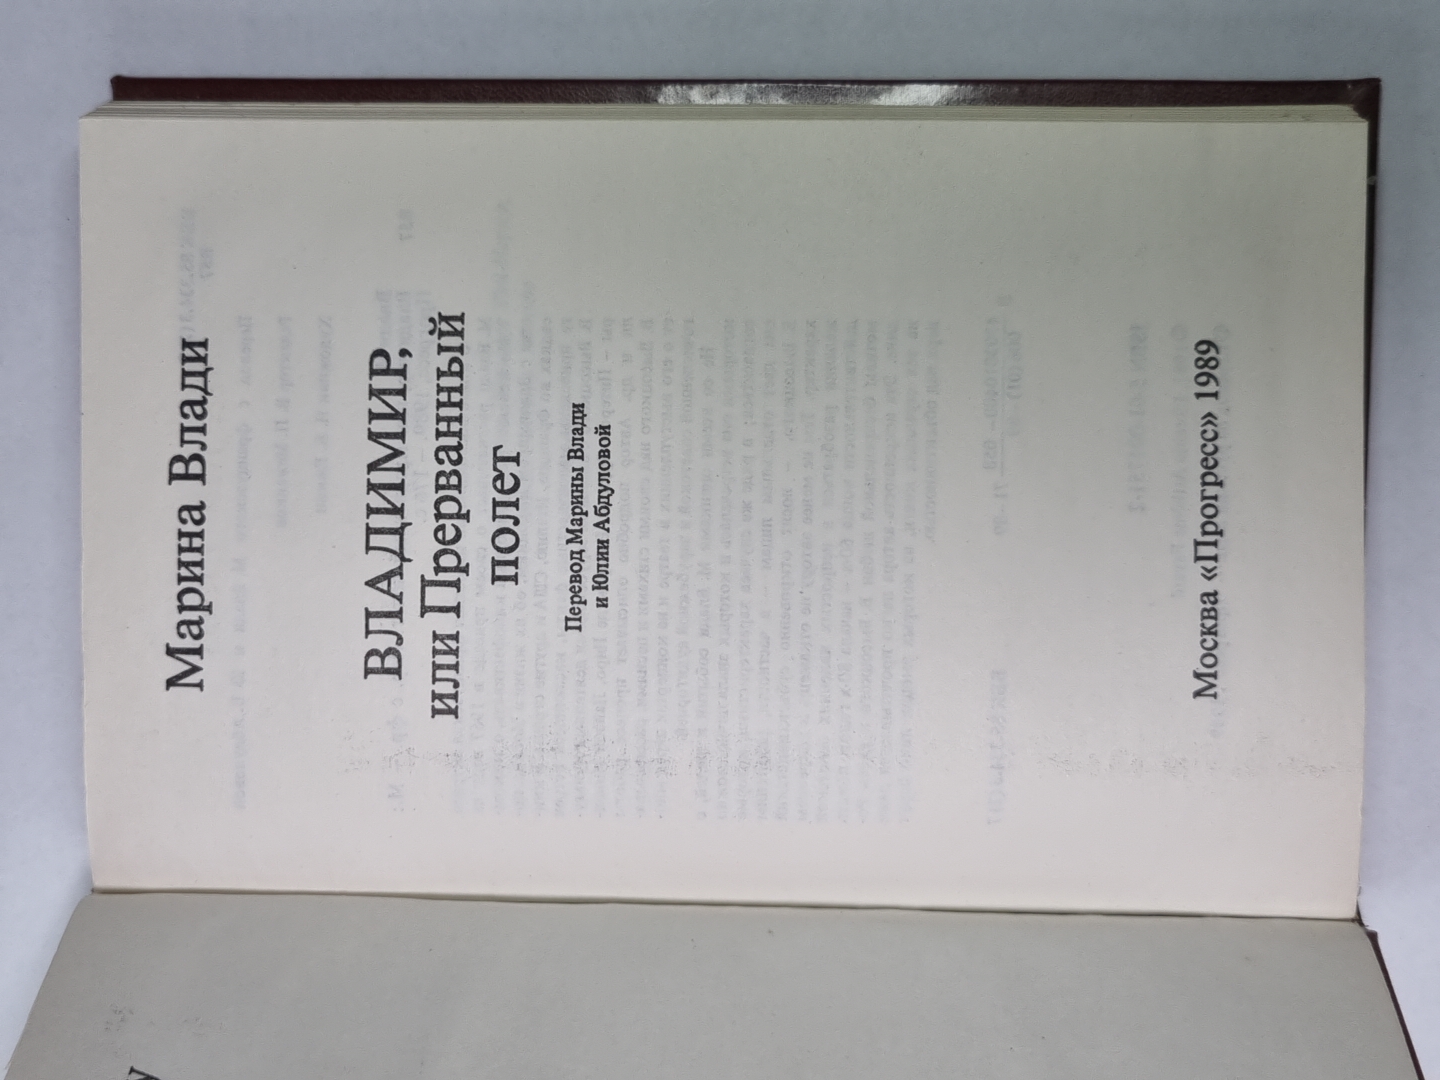 Марина Влади
ВЛАДИМИР,
или Прерванный
полет
Перевод Марины Влади
и Юлии Абдуловой
Москва «Прогресс» 1989